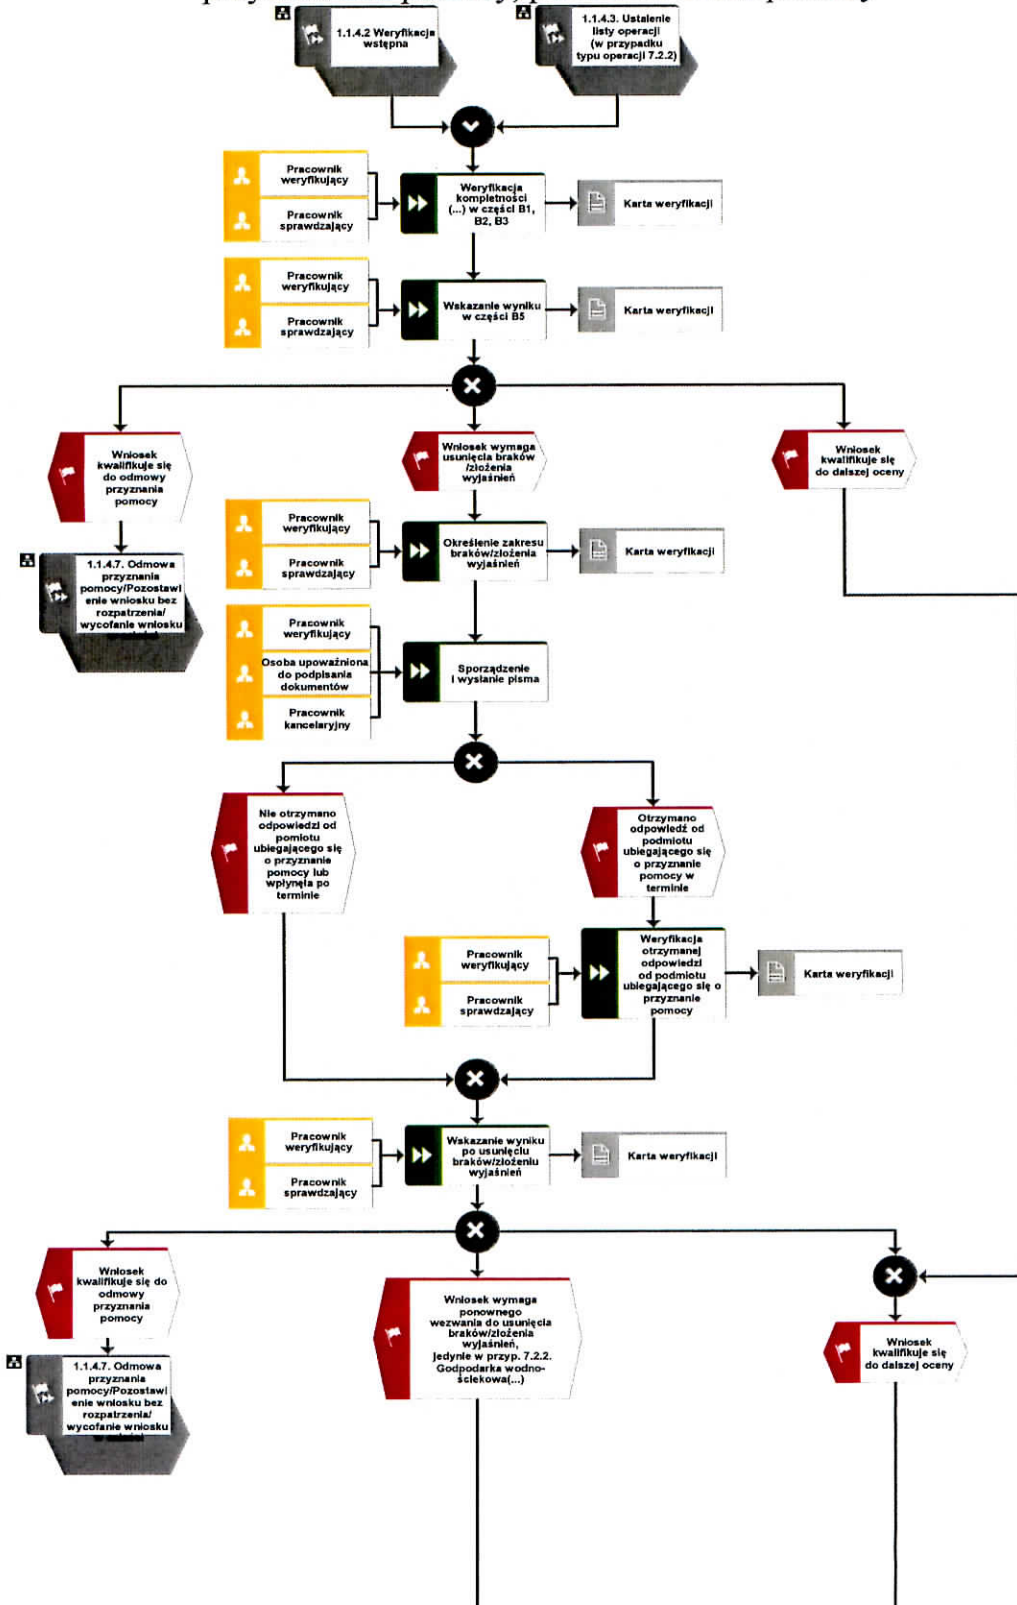 1.1.4.2 Weryfikacja
wstępna
1.1.4.3. Ustalenie
listy operacji
(w przypadku
typu operacji 7.2.2)
Pracownik
weryfikujący
Pracownik
sprawdzający
Weryfikacja
kompletności
(...) w części B1,
B2, B3
Karta weryfikacji
Pracownik
weryfikujący
Pracownik
sprawdzający
Wskazanie wyniku
w części B5
Karta weryfikacji
Wniosek
kwalifikuje się
do odmowy
przyznania
pomocy
Wniosek wymaga
usunięcia braków
/złożenia
wyjaśnień
Wniosek
kwalifikuje się
do dalszej oceny
1.1.4.7. Odmowa
przyznania
pomocy/Pozostawi
enie wniosku bez
rozpatrzenia/
wycofanie wniosku
Pracownik
weryfikujący
Pracownik
sprawdzający
Określenie zakresu
braków/złożenia
wyjaśnień
Karta weryfikacji
Pracownik
weryfikujący
Osoba upoważniona
do podpisania
dokumentów
Pracownik
kancelaryjny
Sporządzenie
i wysłanie pisma
Nie otrzymano
odpowiedzi od
pomiotu
ubiegającego się
o przyznanie
pomocy lub
wpłynęła po
terminie
Otrzymano
odpowiedź od
podmiotu
ubiegającego się
o przyznanie
pomocy w
terminie
Pracownik
weryfikujący
Pracownik
sprawdzający
Weryfikacja
otrzymanej
odpowiedzi
od podmiotu
ubiegającego się o
przyznanie
pomocy
Karta weryfikacji
Pracownik
weryfikujący
Pracownik
sprawdzający
Wskazanie wyniku
po usunięciu
braków/złożeniu
wyjaśnień
Karta weryfikacji
Wniosek
kwalifikuje się do
odmowy
przyznania
pomocy
Wniosek wymaga
ponownego
wezwania do usunięcia
braków/złożenia
wyjaśnień,
jedynie w przyp. 7.2.2.
Gospodarka wodno-
ściekowa(...)
Wniosek
kwalifikuje się
do dalszej oceny
1.1.4.7. Odmowa
przyznania
pomocy/Pozostawi
enie wniosku bez
rozpatrzenia/
wycofanie wniosku